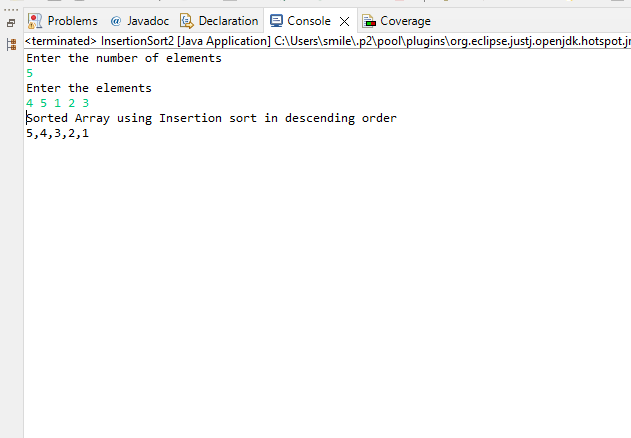 Problems @ Javadoc Declaration Console Coverage
<terminated> InsertionSort2 [Java Application] C:\Users\smile\.p2\pool\plugins\org.eclipse.justj.openjdk.hotspot.jr
Enter the number of elements
5
Enter the elements
4 5 1 2 3
Sorted Array using Insertion sort in descending order
5,4,3,2,1